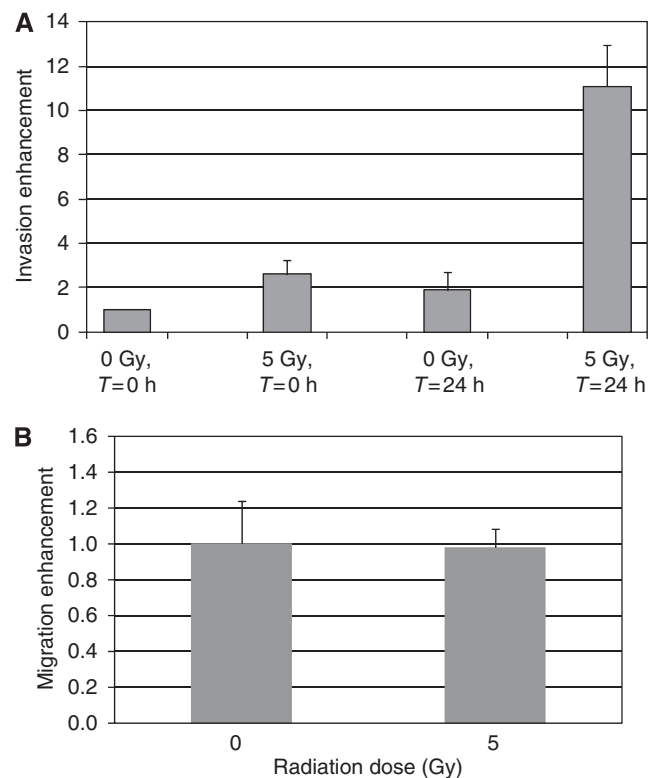 A
Invasion enhancement
14
12
10
8
6
4
2
0
0 Gy,
T=0 h
5 Gy,
T=0 h
0 Gy,
T=24 h
5 Gy,
T=24 h
B
Migration enhancement
1.6
1.4
1.2
1.0
0.8
0.6
0.4
0.2
0.0
0
5
Radiation dose (Gy)